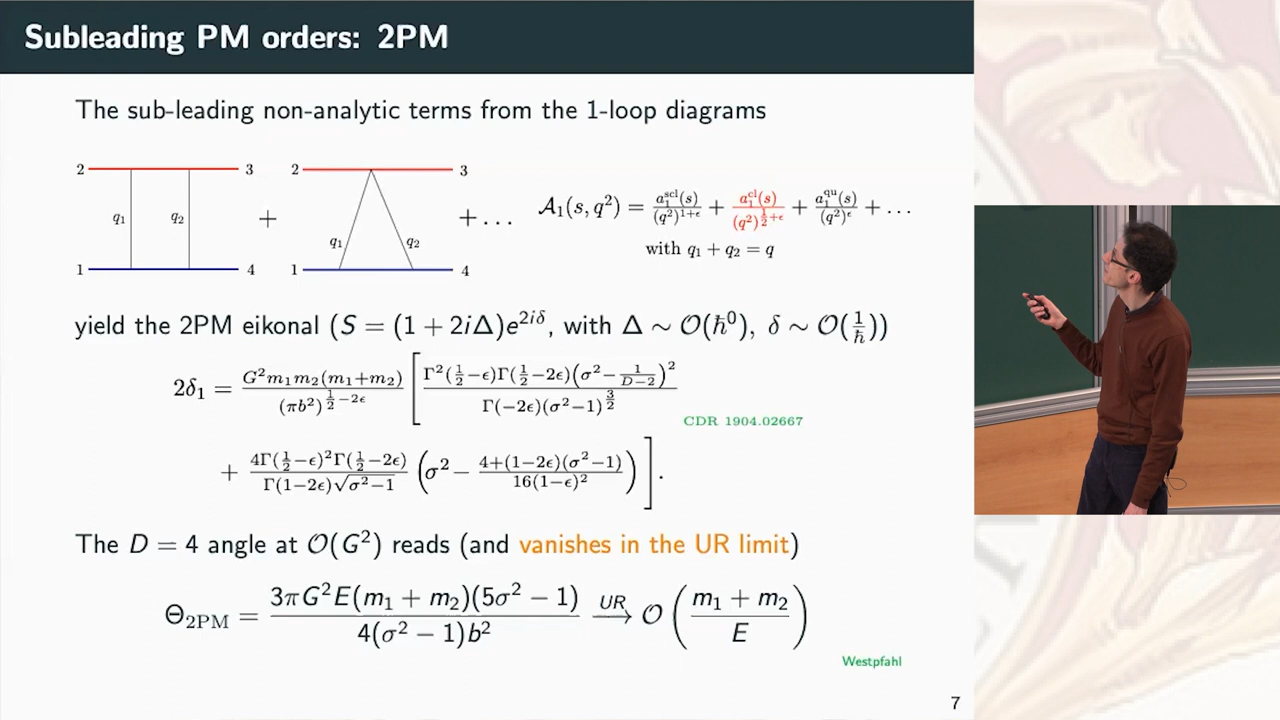 Subleading PM orders: 2PM
The sub-leading non-analytic terms from the 1-loop diagrams
2 3 2 3
q₁ q₂ + q₁ q₂ +... 𝒜₁(s, q²) = a₁ˢᶜˡ(s)/(q²)^{1+ϵ} + a₁ᶜˡ(s)/(q²)^{½+ϵ} + a₁^{qu}(s)/(q²)^ϵ + ...
1 4 1 4
with q₁ + q₂ = q
yield the 2PM eikonal (S = (1 + 2iΔ)e^{2iδ}, with Δ ∼ 𝒪(ℏ⁰), δ ∼ 𝒪(1/ℏ))
2δ₁ = G²m₁m₂(m₁+m₂)/(πb²)^{½−2ϵ} [ Γ²(½−ϵ)Γ(½−2ϵ)(σ²−1/(D−2))² / Γ(−2ϵ)(σ²−1)^{3/2}
CDR 1904.02667
+ 4Γ(½−ϵ)²Γ(½−2ϵ)/Γ(1−2ϵ)√(σ²−1) (σ² − 4+(1−2ϵ)(σ²−1)/16(1−ϵ)²) ].
The D = 4 angle at 𝒪(G²) reads (and vanishes in the UR limit)
Θ_{2PM} = 3πG²E(m₁ + m₂)(5σ² − 1)/4(σ² − 1)b² →^{UR} 𝒪((m₁ + m₂)/E)
Westpfahl
7